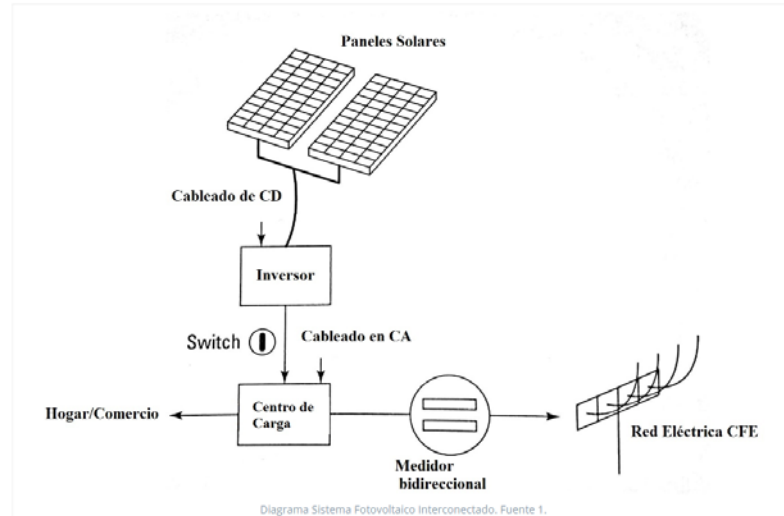 Paneles Solares
Cableado de CD
Inversor
Switch
Cableado en CA
Hogar/Comercio
Centro de
Carga
Medidor
bidireccional
Red Eléctrica CFE
Diagrama Sistema Fotovoltaico Interconectado. Fuente 1.